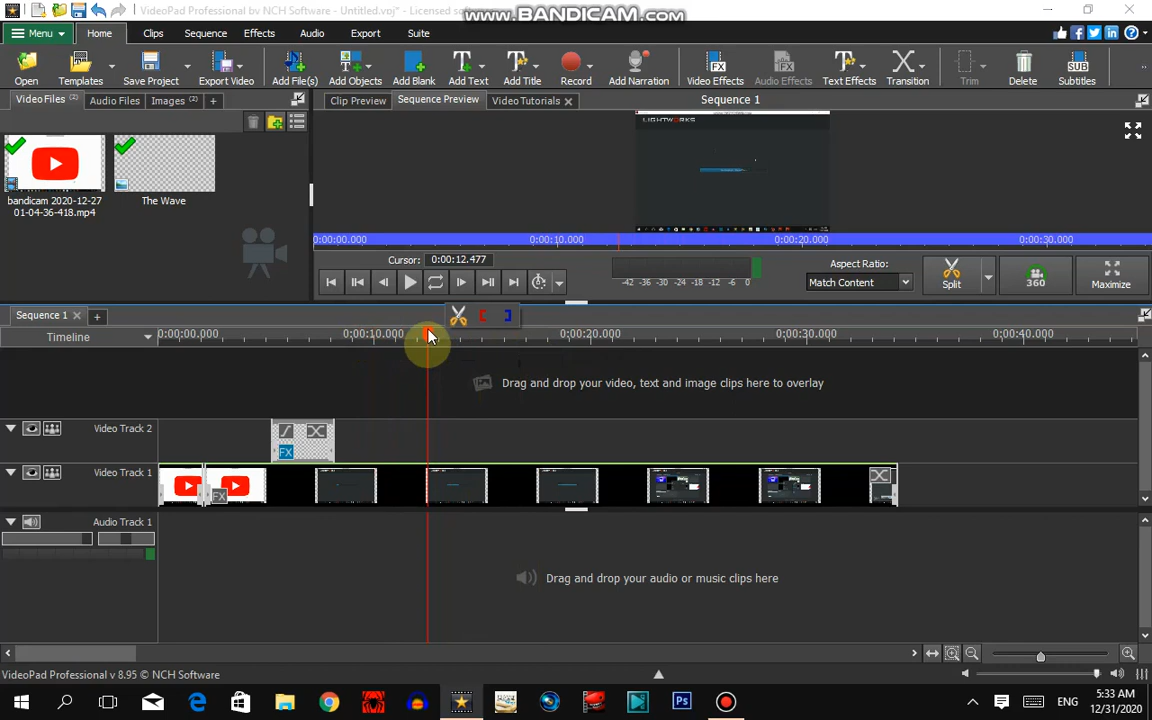 VideoPad Professional by NCH Software - Untitled.vpj* - Licensed
www.BANDICAM.com
Menu Home Clips Sequence Effects Audio Export Suite
Open Templates Save Project Export Video Add File(s) Add Objects Add Blank Add Text Add Title Record Add Narration Video Effects Audio Effects Text Effects Transition Trim Delete Subtitles
Video Files (2) Audio Files Images (2) +
Clip Preview Sequence Preview Video Tutorials Sequence 1
LIGHTWORKS
bandicam 2020-12-27
01-04-36-418.mp4
The Wave
0:00:00.000 0:00:10.000 0:00:20.000 0:00:30.000
Cursor: 0:00:12.477
-42 -36 -30 -24 -18 -12 -6 0
Aspect Ratio:
Match Content
Split 360 Maximize
Sequence 1 +
Timeline
0:00:00.000 0:00:10.000 0:00:20.000 0:00:30.000 0:00:40.000
Drag and drop your video, text and image clips here to overlay
Video Track 2
FX
Video Track 1
FX
Audio Track 1
Drag and drop your audio or music clips here
VideoPad Professional v 8.95 © NCH Software
Ps
ENG
5:33 AM
12/31/2020